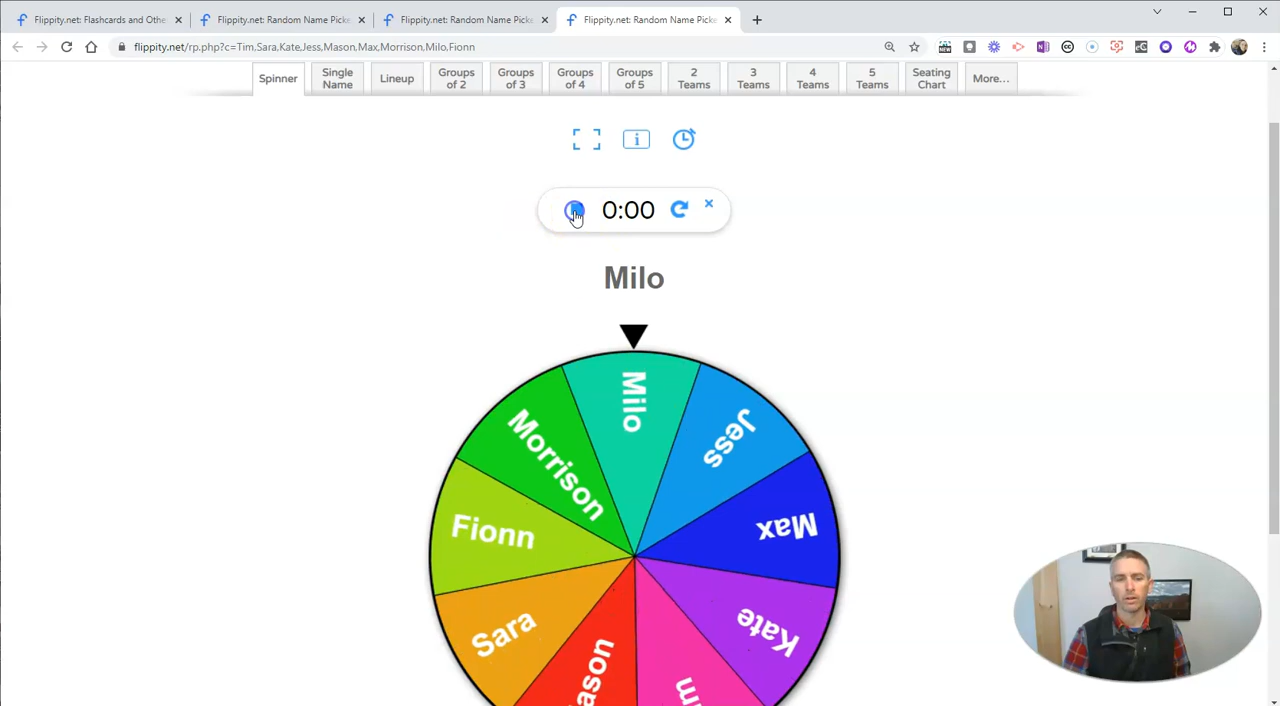 Flippity.net: Flashcards and Othe
Flippity.net: Random Name Picke
Flippity.net: Random Name Picke
Flippity.net: Random Name Picke
flippity.net/rp.php?c=Tim,Sara,Kate,Jess,Mason,Max,Morrison,Milo,Fionn
Spinner
Single
Name
Lineup
Groups
of 2
Groups
of 3
Groups
of 4
Groups
of 5
2
Teams
3
Teams
4
Teams
5
Teams
Seating
Chart
More...
0:00
Milo
Milo
Jess
Morrison
Max
Fionn
Kate
Sara
ason
m